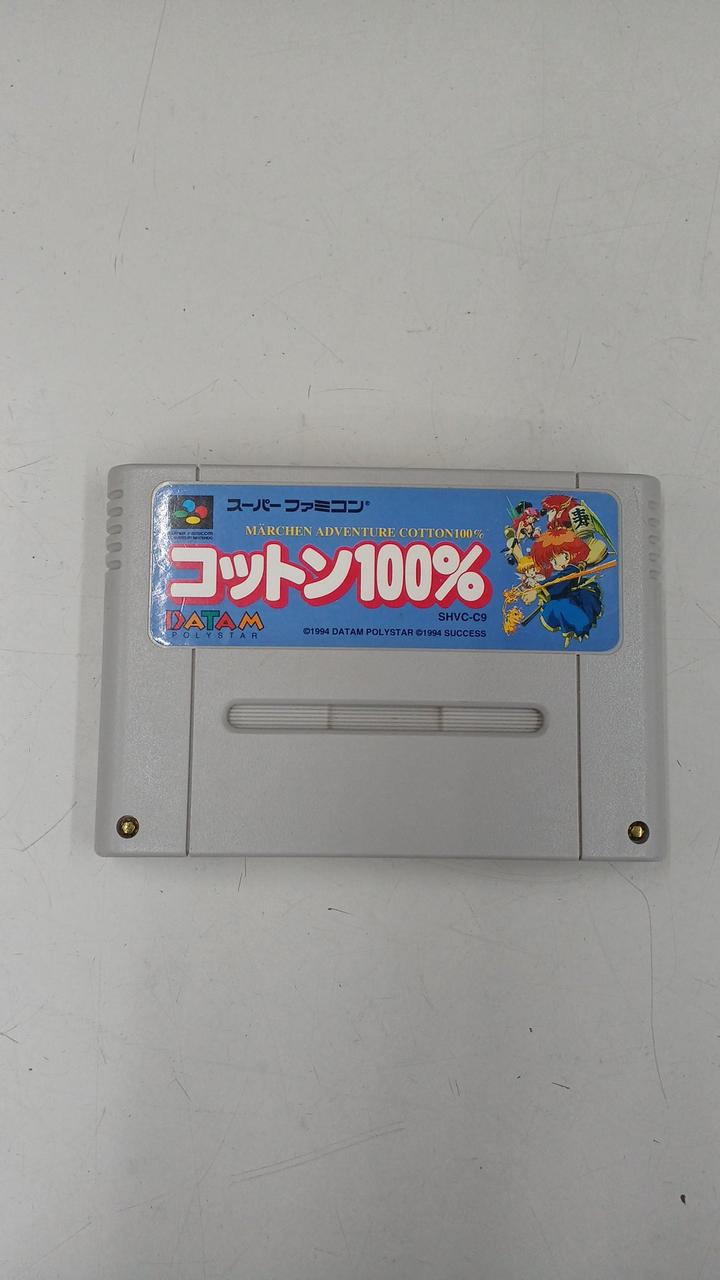 スーパーファミコン®
MÄRCHEN ADVENTURE COTTON100%
コットン100%
寿
SHVC-C9
DATAM
POLYSTAR
©1994 DATAM POLYSTAR ©1994 SUCCESS